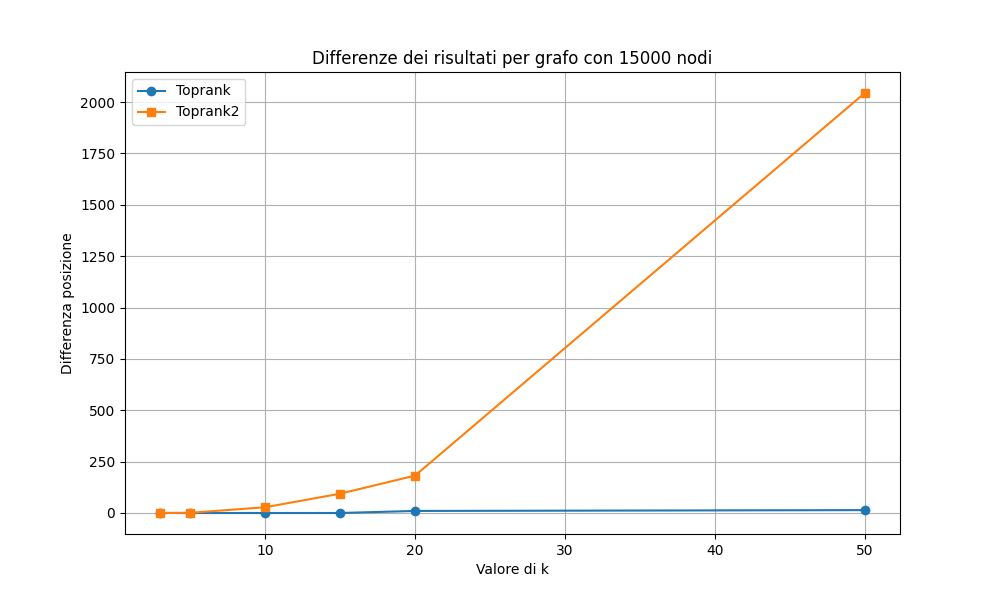 Differenze dei risultati per grafo con 15000 nodi
Toprank
Toprank2
Differenza posizione
2000
1750
1500
1250
1000
750
500
250
0
10 20 30 40 50
Valore di k